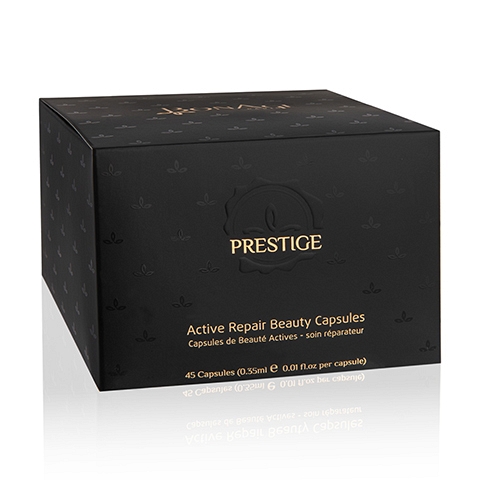 PRESTIGE
Active Repair Beauty Capsules
Capsules de Beauté Actives - soin réparateur
45 Capsules (0.35ml e 0.01 fl.oz per capsule)